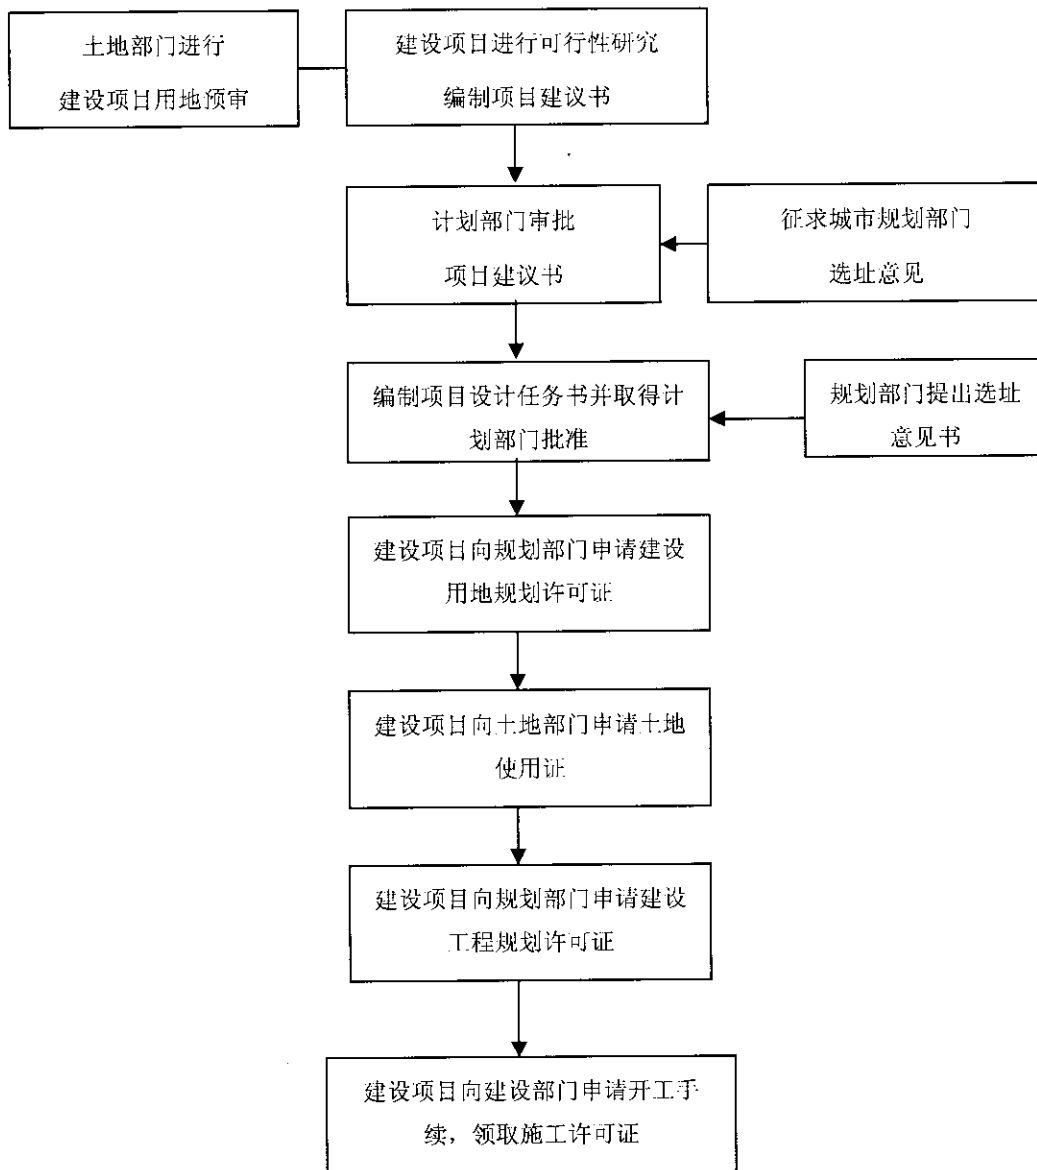 土地部门进行
建设项目用地预审
建设项目进行可行性研究
编制项目建议书
计划部门审批
项目建议书
征求城市规划部门
选址意见
编制项目设计任务书并取得计
划部门批准
规划部门提出选址
意见书
建设项目向规划部门申请建设
用地规划许可证
建设项目向土地部门申请土地
使用证
建设项目向规划部门申请建设
工程规划许可证
建设项目向建设部门申请开工手
续，领取施工许可证